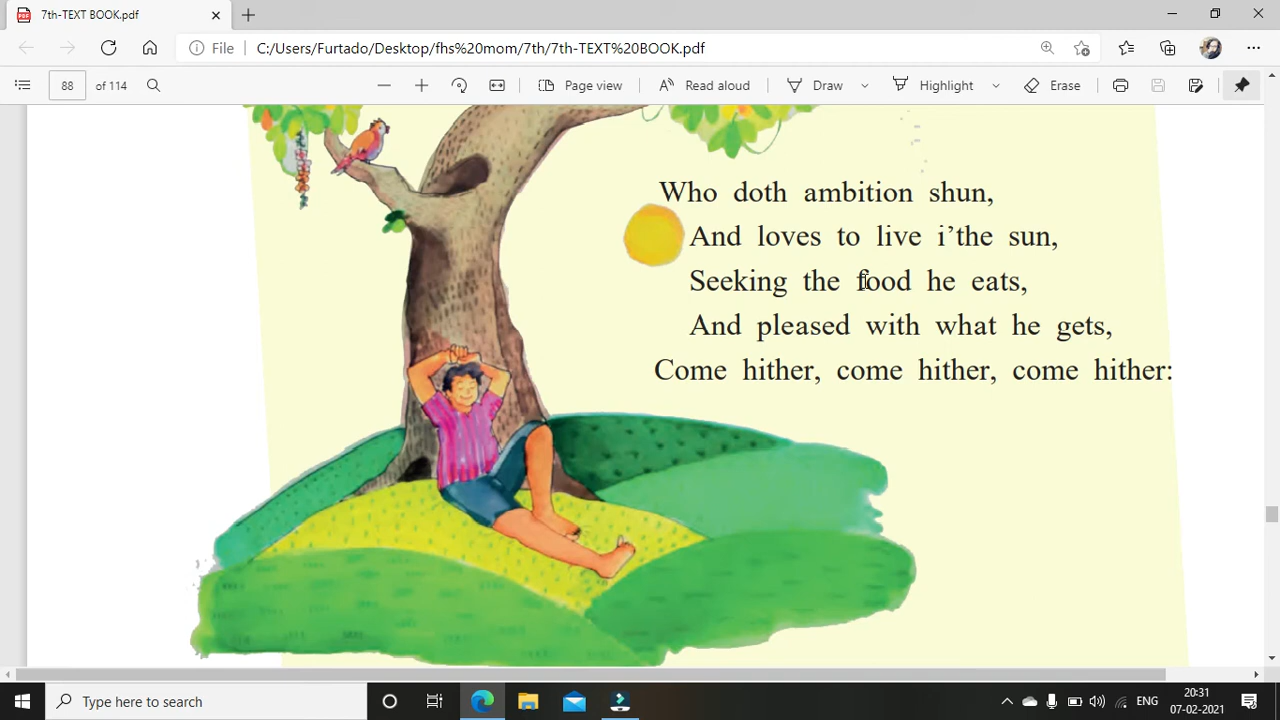 7th-TEXT BOOK.pdf
File C:/Users/Furtado/Desktop/fhs%20mom/7th/7th-TEXT%20BOOK.pdf
88 of 114 Page view Read aloud Draw Highlight Erase
Who doth ambition shun,
And loves to live i’the sun,
Seeking the food he eats,
And pleased with what he gets,
Come hither, come hither, come hither:
Type here to search
ENG
20:31
07-02-2021